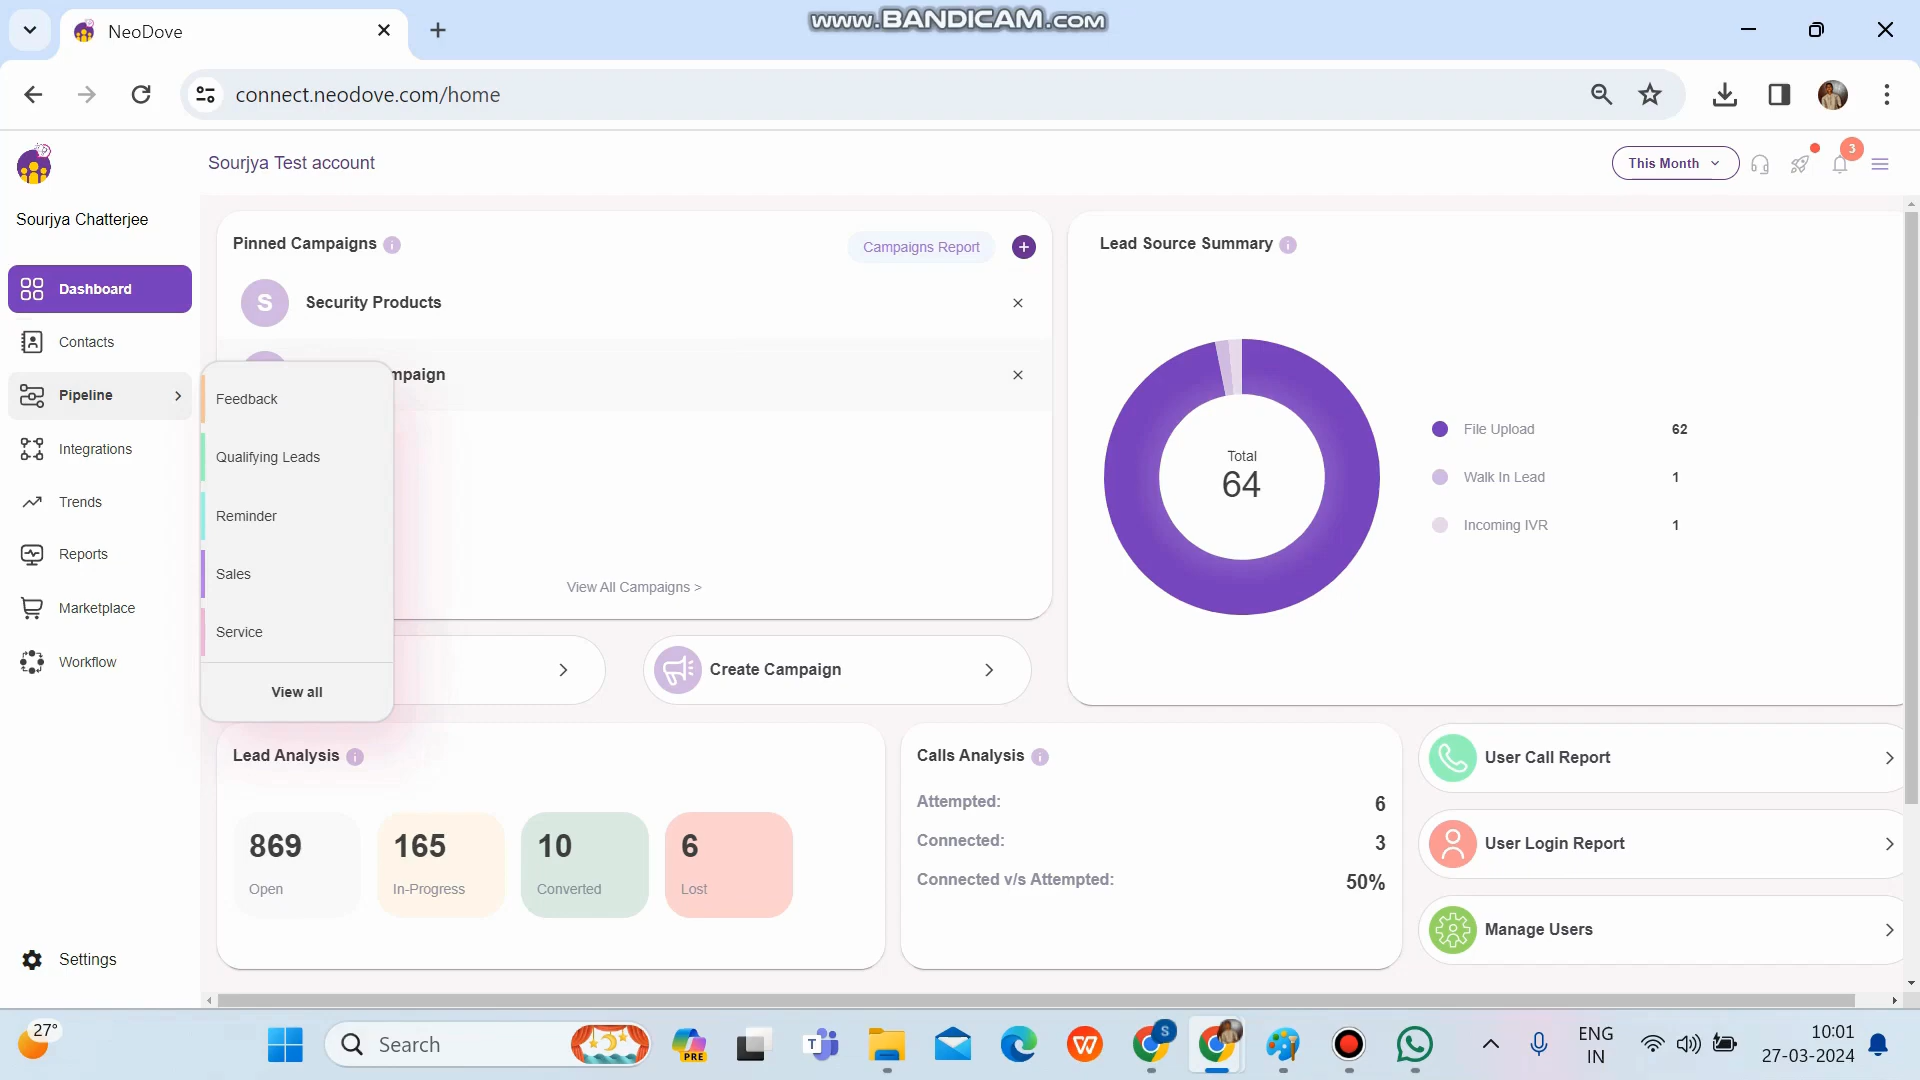 NeoDove
www.BANDICAM.com
connect.neodove.com/home
Sourjya Test account
This Month
3
Sourjya Chatterjee
Dashboard
Contacts
Pipeline
Integrations
Trends
Reports
Marketplace
Workflow
Settings
Feedback
Qualifying Leads
Reminder
Sales
Service
View all
Pinned Campaigns
Campaigns Report
S
Security Products
mpaign
View All Campaigns >
Create Campaign
Lead Source Summary
Total
64
File Upload 62
Walk In Lead 1
Incoming IVR 1
Lead Analysis
869
Open
165
In-Progress
10
Converted
6
Lost
Calls Analysis
Attempted: 6
Connected: 3
Connected v/s Attempted: 50%
User Call Report
User Login Report
Manage Users
27°
Search
PRE
T
W
S
ENG
IN
10:01
27-03-2024